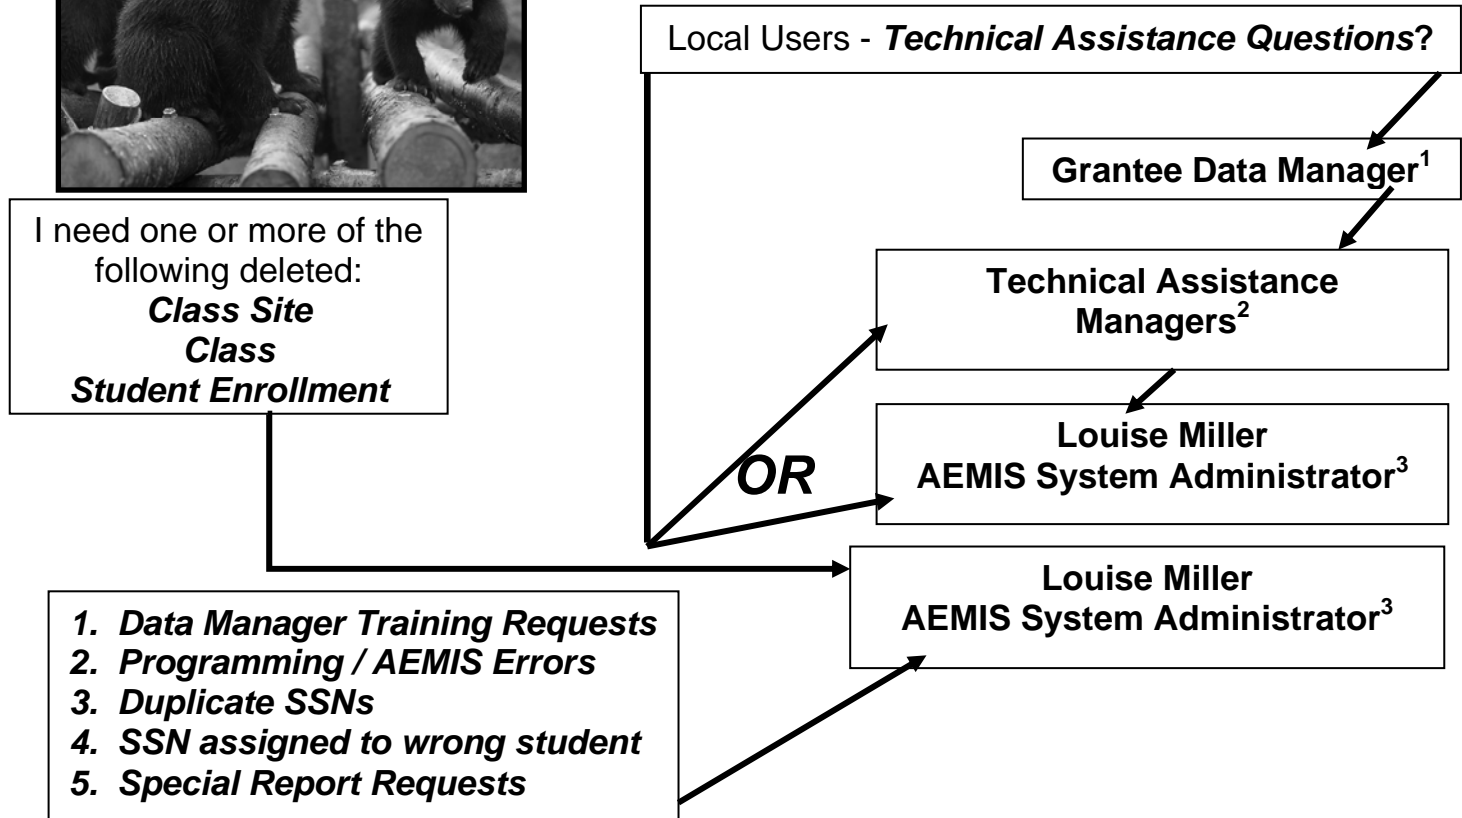 Local Users - Technical Assistance Questions?
Grantee Data Manager¹
I need one or more of the
following deleted:
Class Site
Class
Student Enrollment
Technical Assistance
Managers²
Louise Miller
AEMIS System Administrator³
OR
Louise Miller
AEMIS System Administrator³
1. Data Manager Training Requests
2. Programming / AEMIS Errors
3. Duplicate SSNs
4. SSN assigned to wrong student
5. Special Report Requests